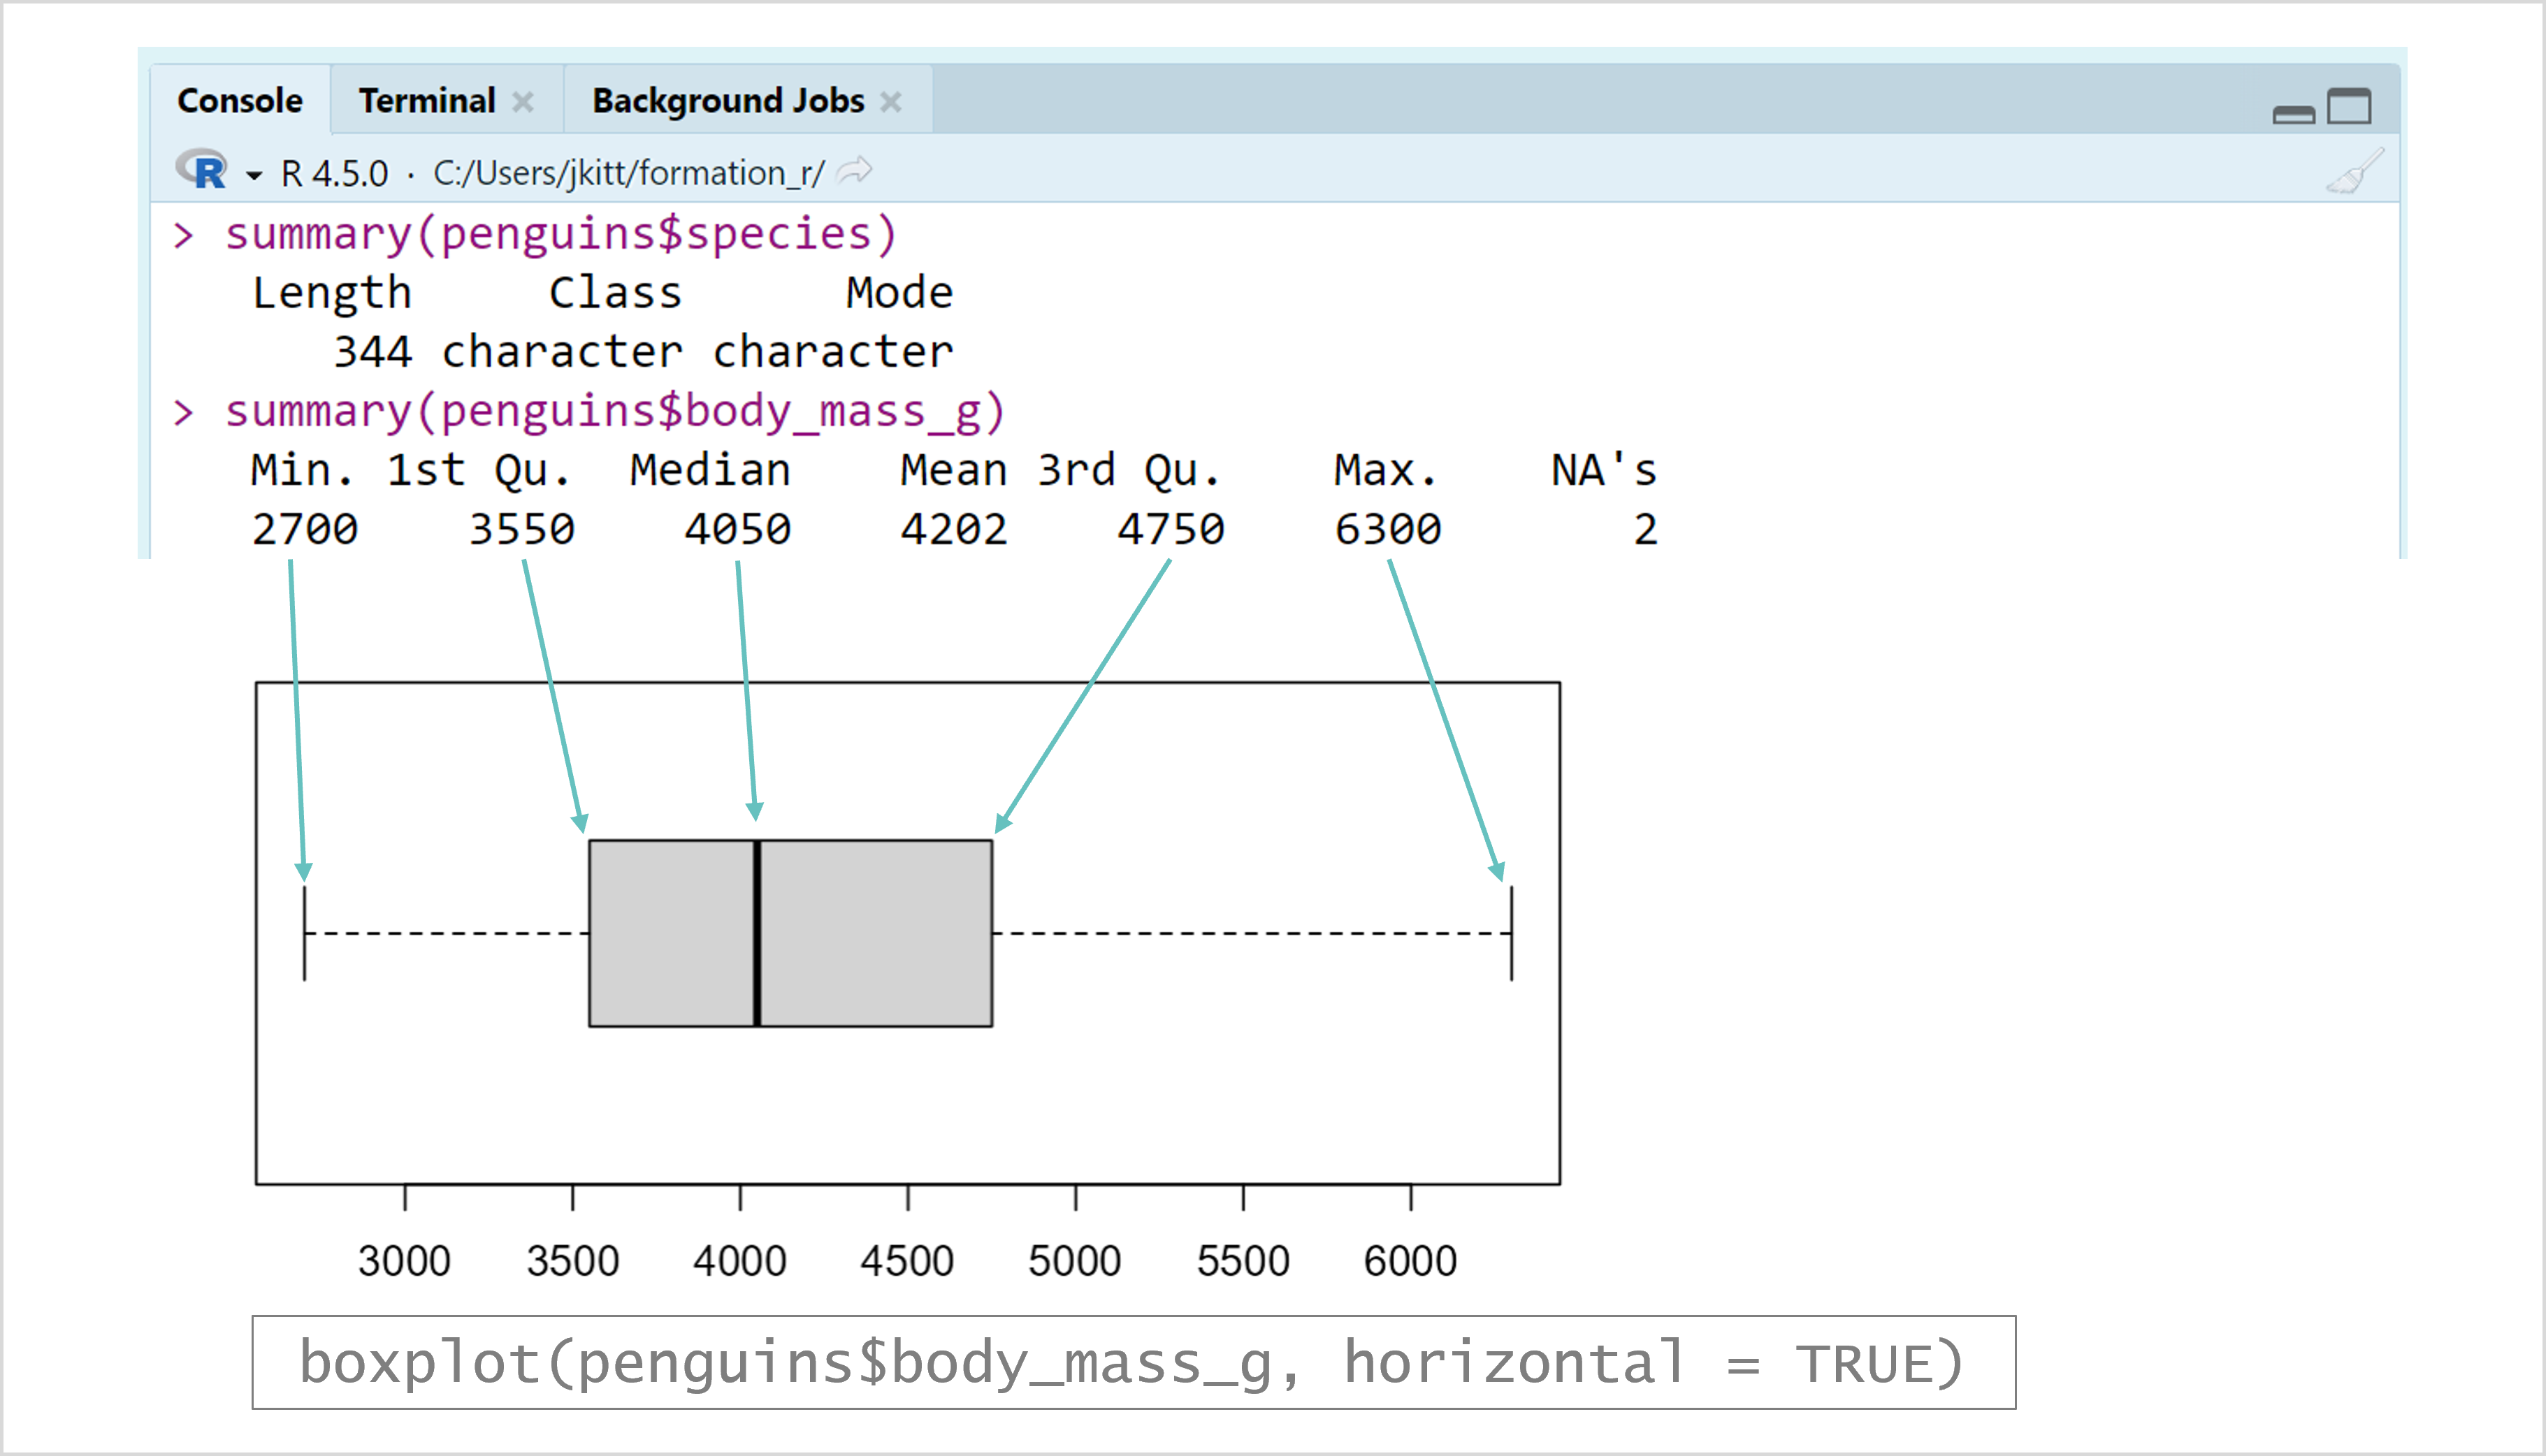 Console Terminal Background Jobs
R R 4.5.0 · C:/Users/jkitt/formation_r/
> summary(penguins$species)
Length Class Mode
344 character character
> summary(penguins$body_mass_g)
Min. 1st Qu. Median Mean 3rd Qu. Max. NA's
2700 3550 4050 4202 4750 6300 2
3000 3500 4000 4500 5000 5500 6000
boxplot(penguins$body_mass_g, horizontal = TRUE)